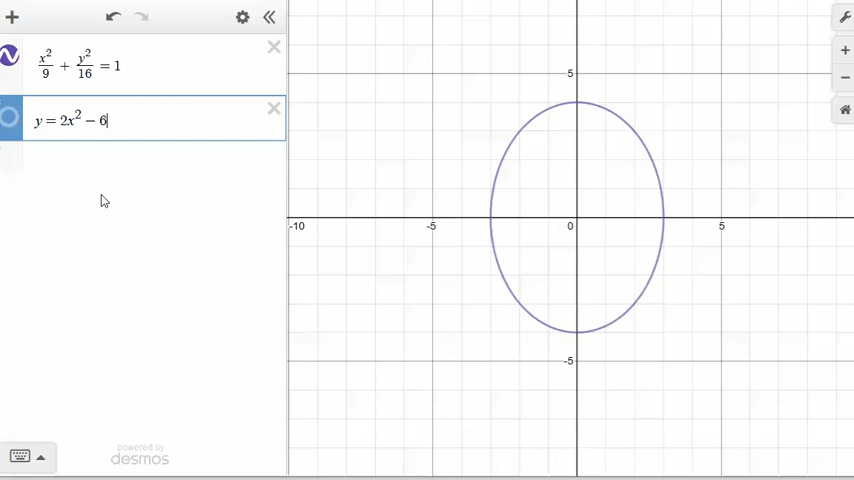 x²/9 + y²/16 = 1
y = 2x² − 6
5
-10 -5 0 5
-5
powered by
desmos